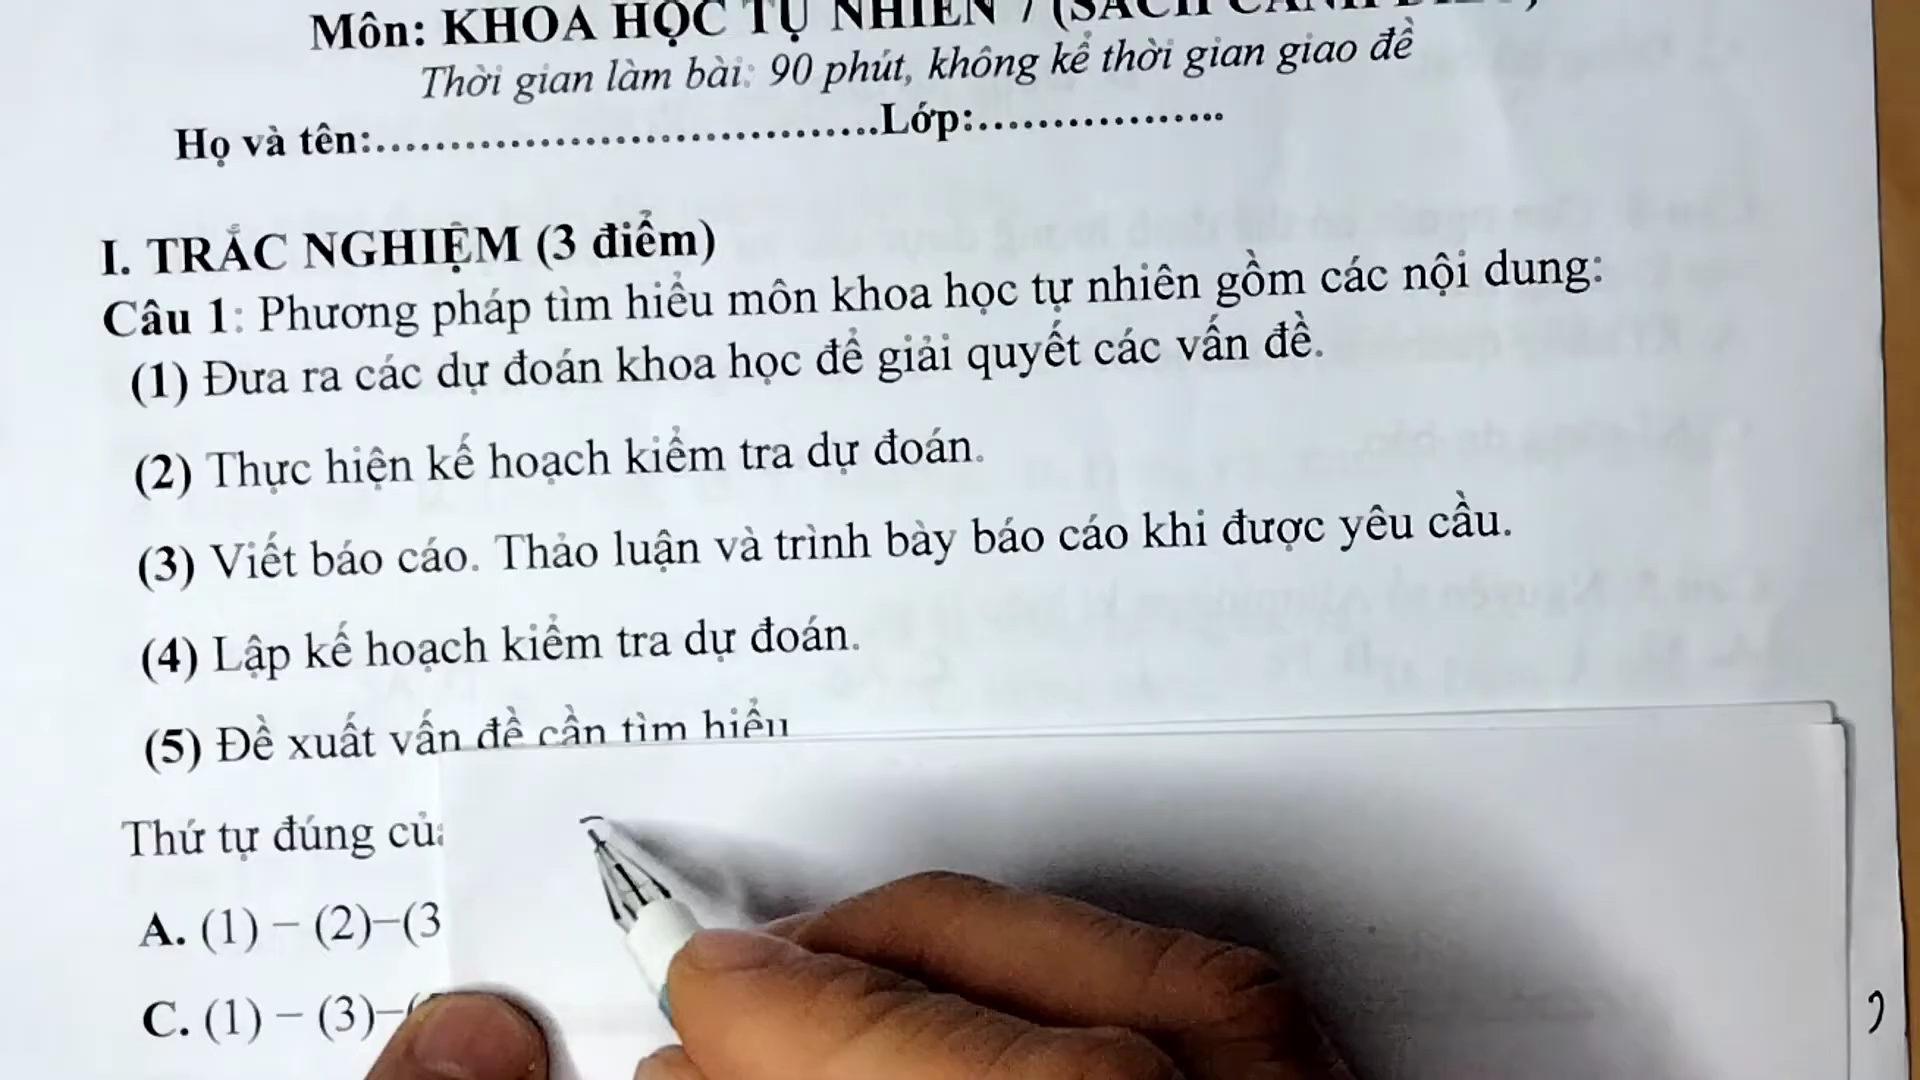 Môn: KHOA HỌC TỰ NHIÊN 7 (SÁCH CÁNH DIỀU)
Thời gian làm bài: 90 phút, không kể thời gian giao đề
Họ và tên:..................................Lớp:.................
I. TRẮC NGHIỆM (3 điểm)
Câu 1: Phương pháp tìm hiểu môn khoa học tự nhiên gồm các nội dung:
(1) Đưa ra các dự đoán khoa học để giải quyết các vấn đề.
(2) Thực hiện kế hoạch kiểm tra dự đoán.
(3) Viết báo cáo. Thảo luận và trình bày báo cáo khi được yêu cầu.
(4) Lập kế hoạch kiểm tra dự đoán.
(5) Đề xuất vấn đề cần tìm hiểu
Thứ tự đúng
A. (1) – (2)–(3
C. (1) – (3)–